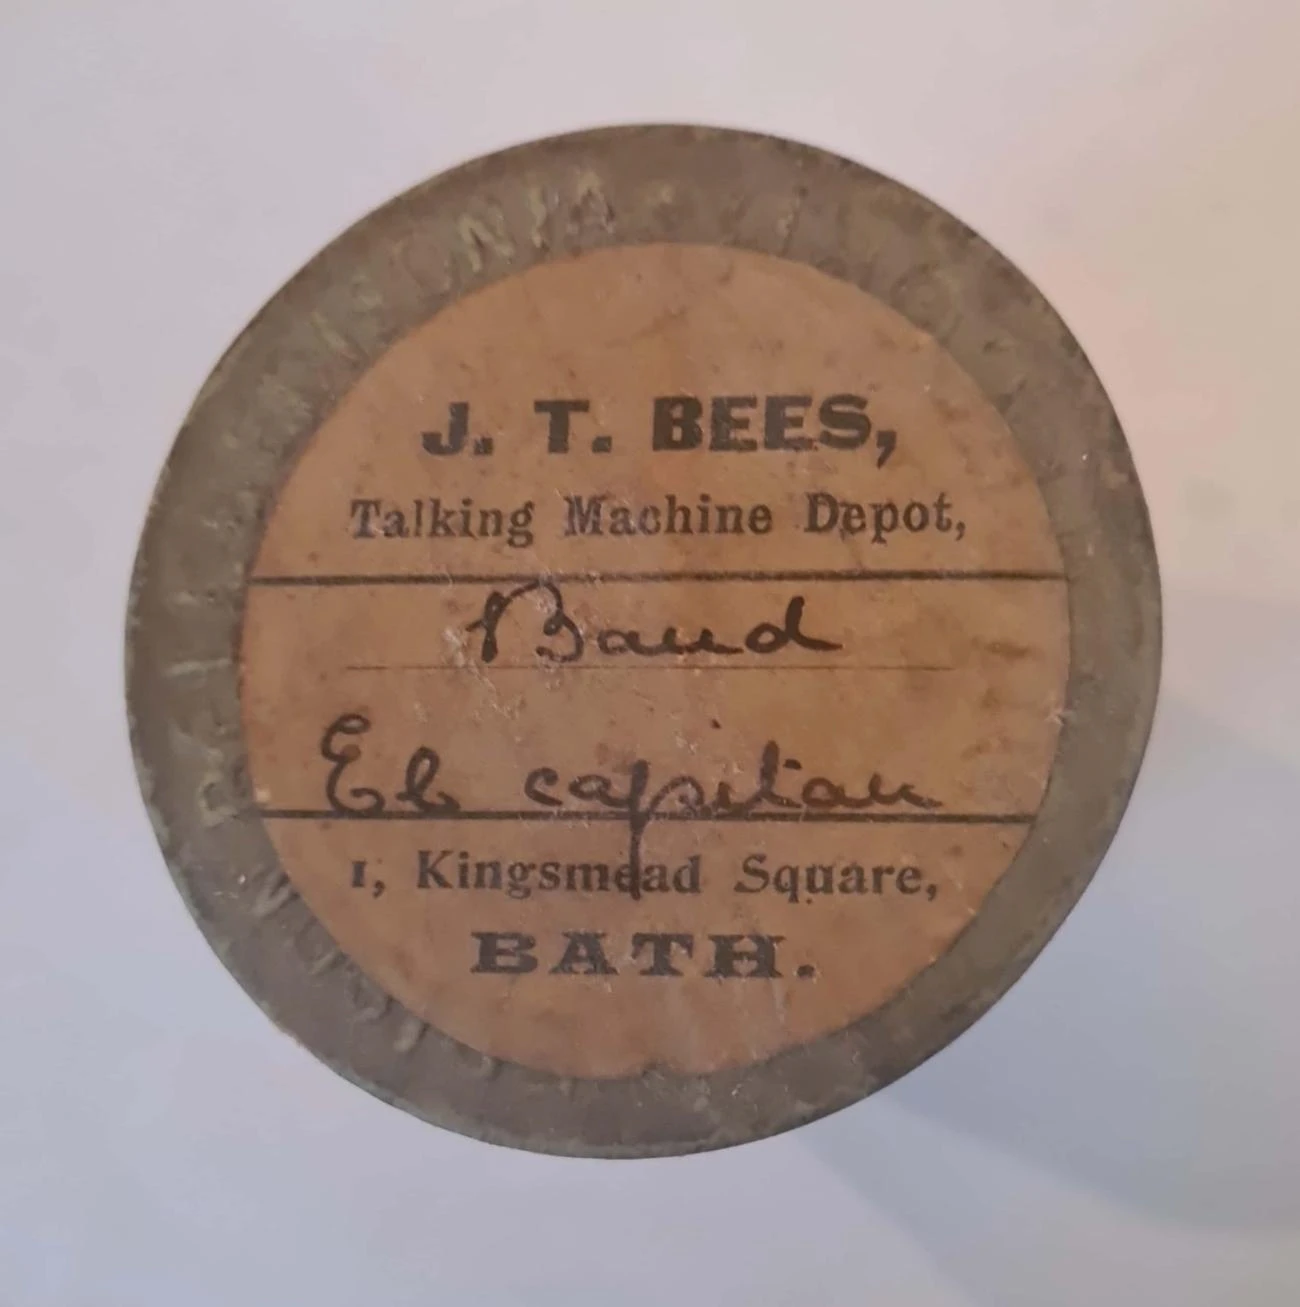 J. T. BEES,
Talking Machine Depot,
Band
El capitan
1, Kingsmead Square,
BATH.